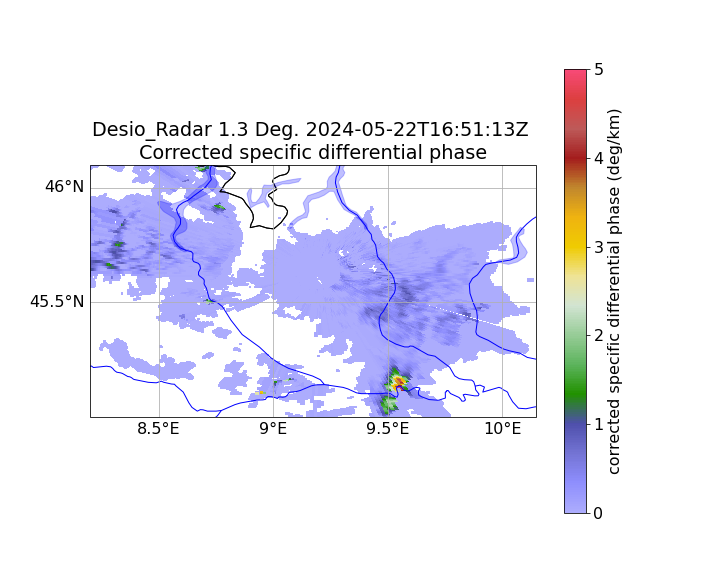 Desio_Radar 1.3 Deg. 2024-05-22T16:51:13Z
Corrected specific differential phase
46°N
45.5°N
8.5°E
9°E
9.5°E
10°E
5
4
3
2
1
0
corrected specific differential phase (deg/km)